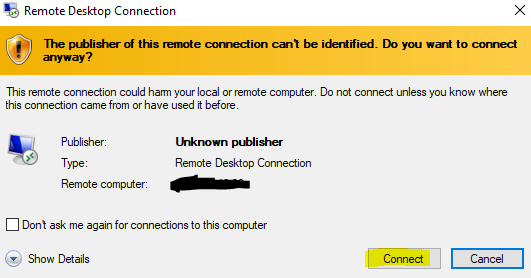 Remote Desktop Connection
The publisher of this remote connection can't be identified. Do you want to connect
anyway?
This remote connection could harm your local or remote computer. Do not connect unless you know where
this connection came from or have used it before.
Publisher: Unknown publisher
Type: Remote Desktop Connection
Remote computer:
Don't ask me again for connections to this computer
Show Details Connect Cancel